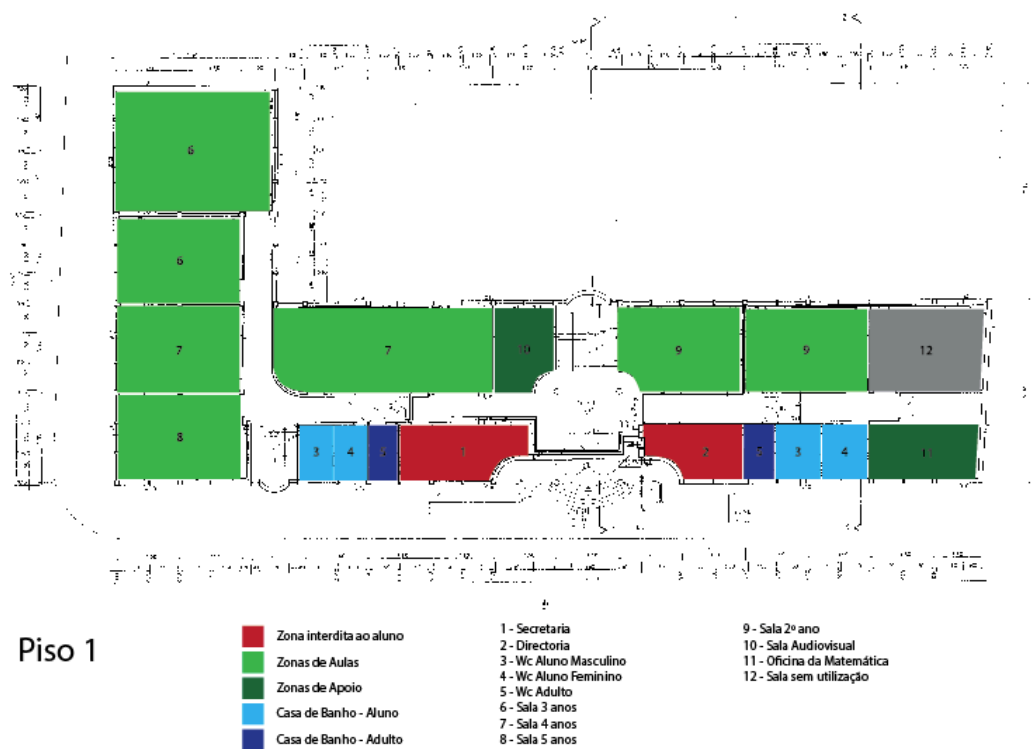 6
6
7
7
10
9
9
12
8
3
4
5
1
2
5
3
4
11
Piso 1
Zona interdita ao aluno
Zonas de Aulas
Zonas de Apoio
Casa de Banho - Aluno
Casa de Banho - Adulto
1 - Secretaria
2 - Directoria
3 - Wc Aluno Masculino
4 - Wc Aluno Feminino
5 - Wc Adulto
6 - Sala 3 anos
7 - Sala 4 anos
8 - Sala 5 anos
9 - Sala 2º ano
10 - Sala Audiovisual
11 - Oficina da Matemática
12 - Sala sem utilização